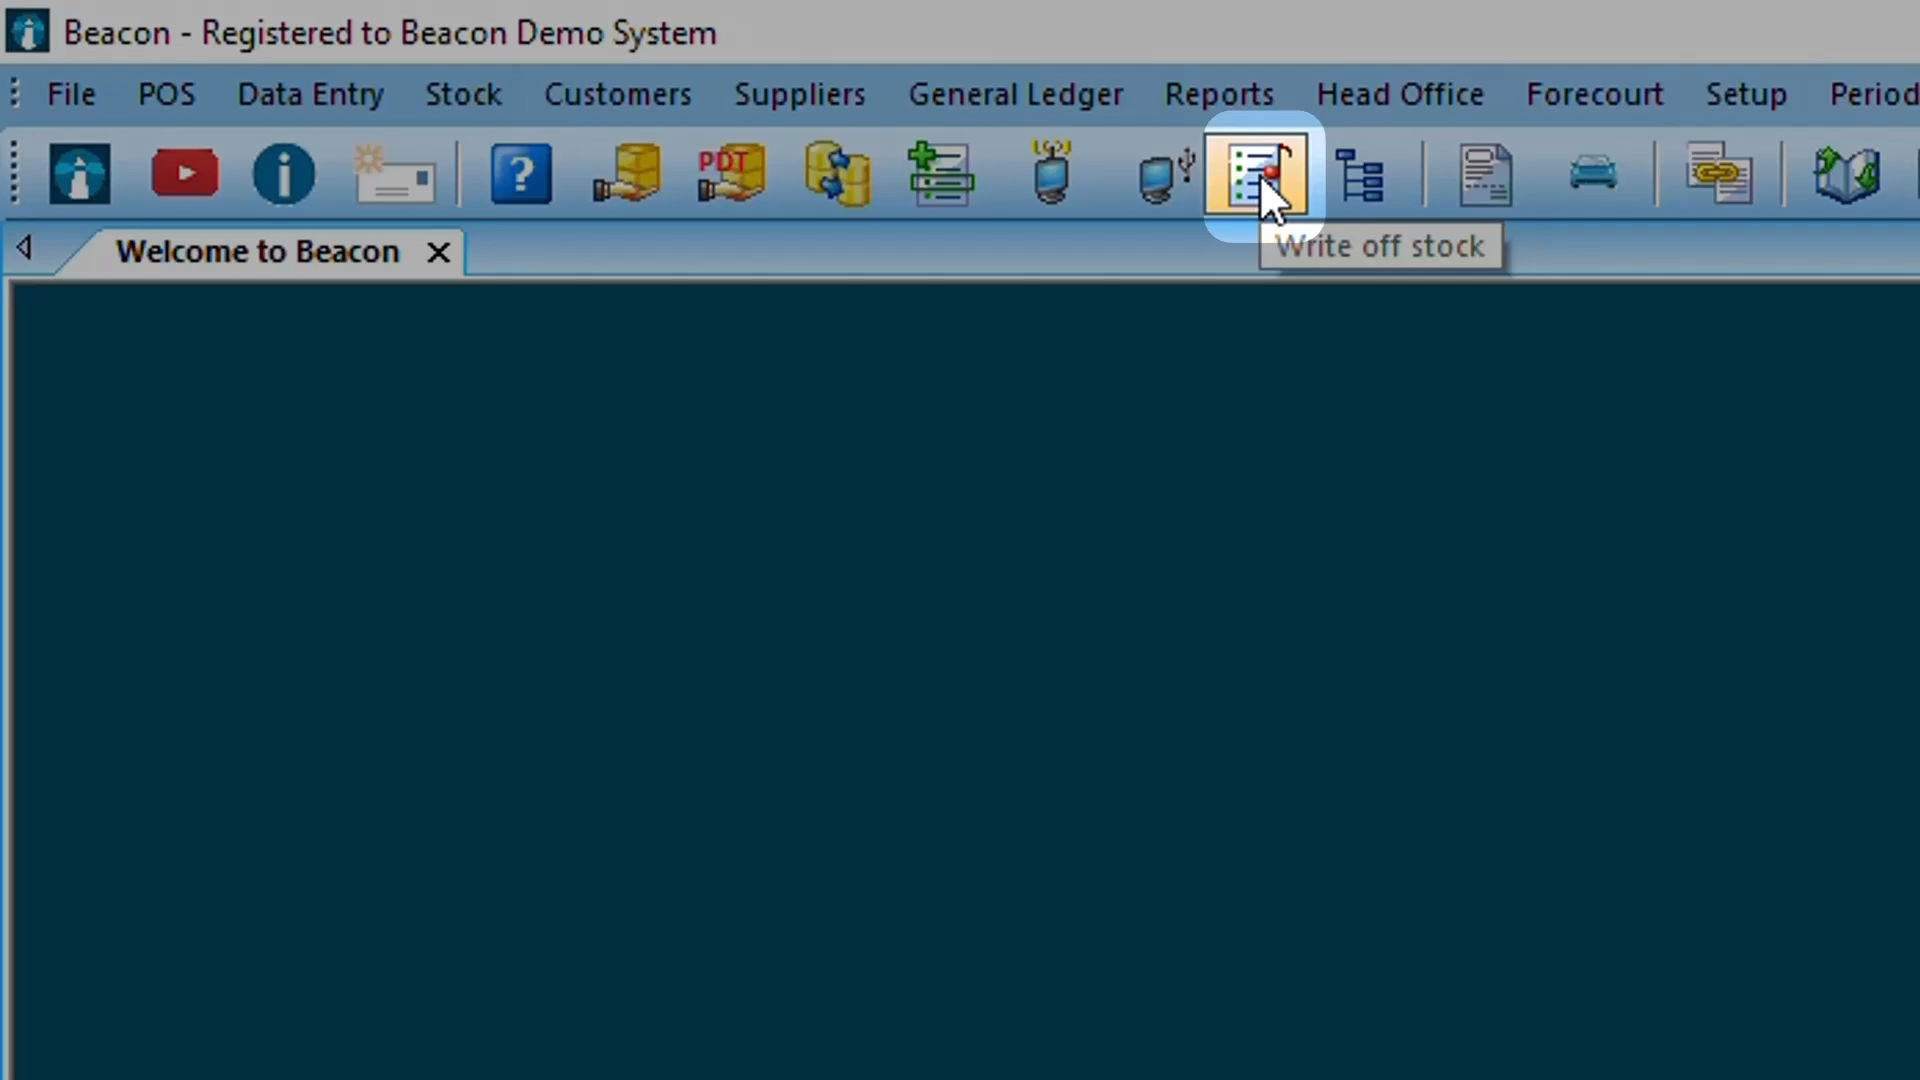 Beacon - Registered to Beacon Demo System
File POS Data Entry Stock Customers Suppliers General Ledger Reports Head Office Forecourt Setup Period
PDT
Welcome to Beacon
Write off stock